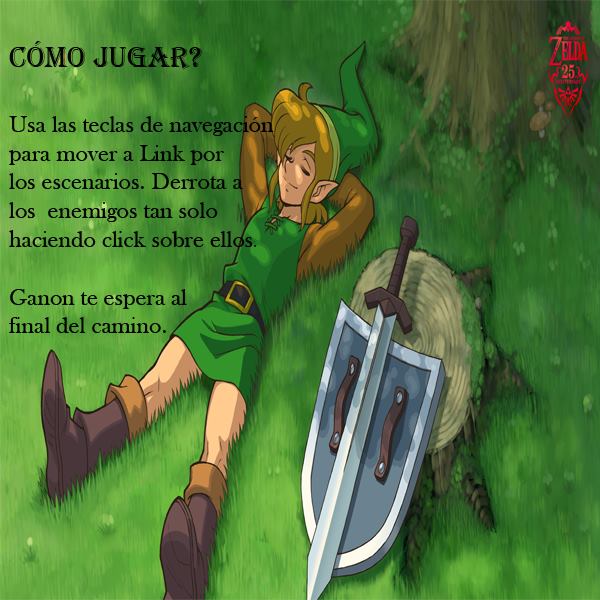 CÓMO JUGAR?
Usa las teclas de navegación
para mover a Link por
los escenarios. Derrota a
los enemigos tan solo
haciendo click sobre ellos.
Ganon te espera al
final del camino.
ZELDA
25